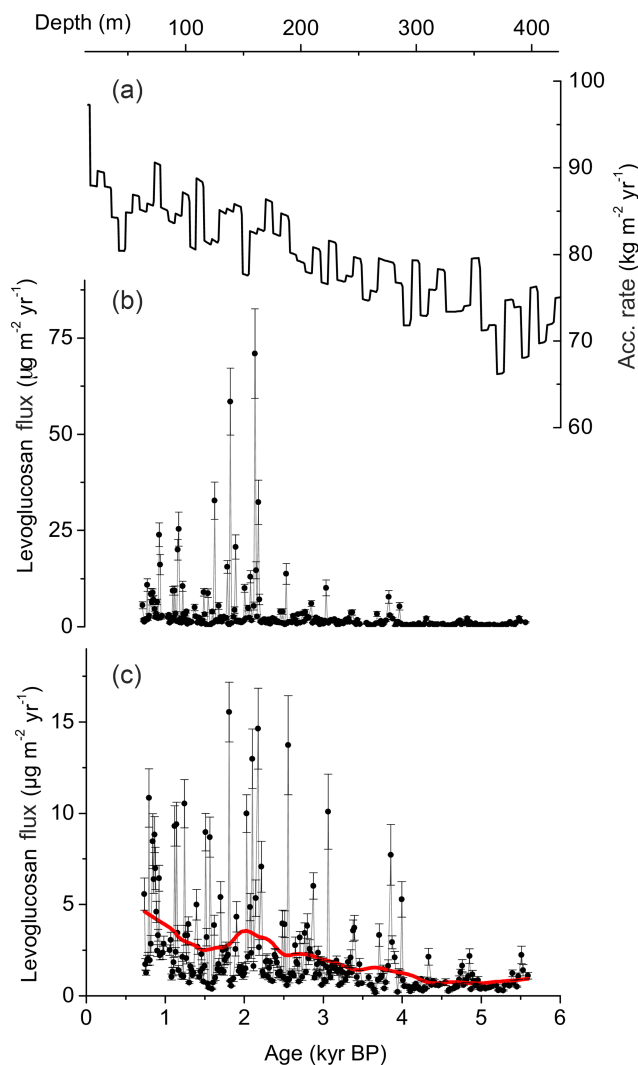 Depth (m) 100 200 300 400
(a)
100
90
80
70
60
Acc. rate (kg m⁻² yr⁻¹)
(b)
75
50
25
0
Levoglucosan flux (µg m⁻² yr⁻¹)
(c)
15
10
5
0
Levoglucosan flux (µg m⁻² yr⁻¹)
0 1 2 3 4 5 6
Age (kyr BP)